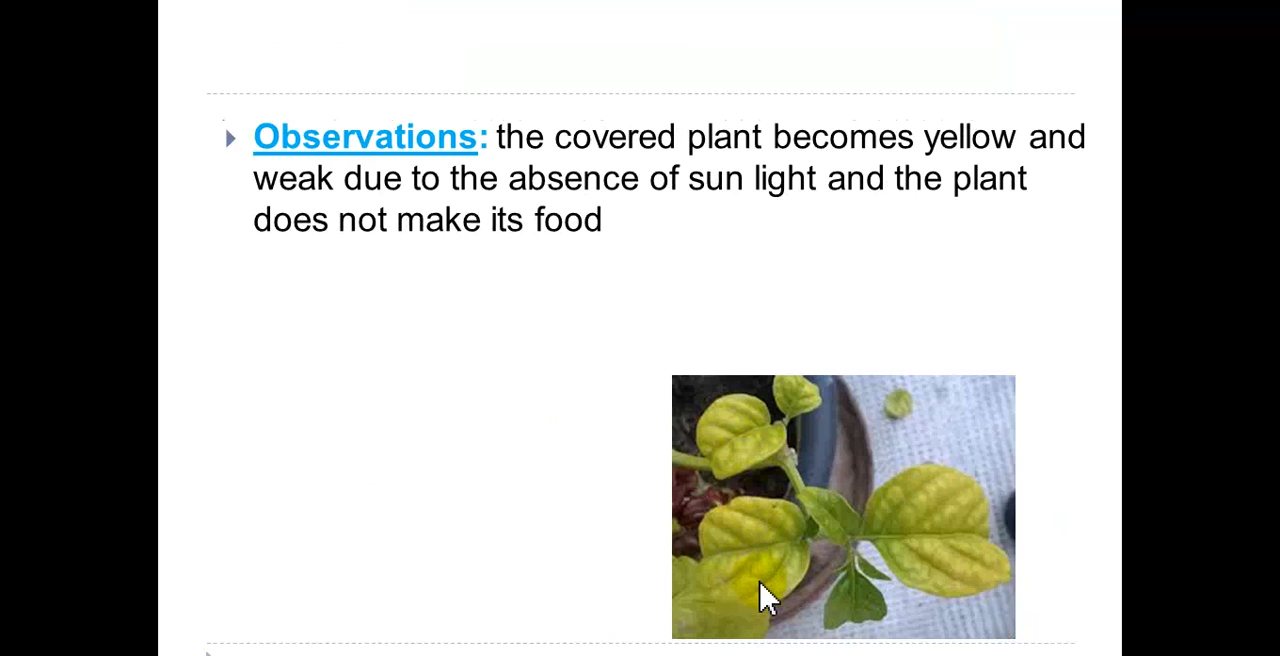 Observations: the covered plant becomes yellow and
weak due to the absence of sun light and the plant
does not make its food